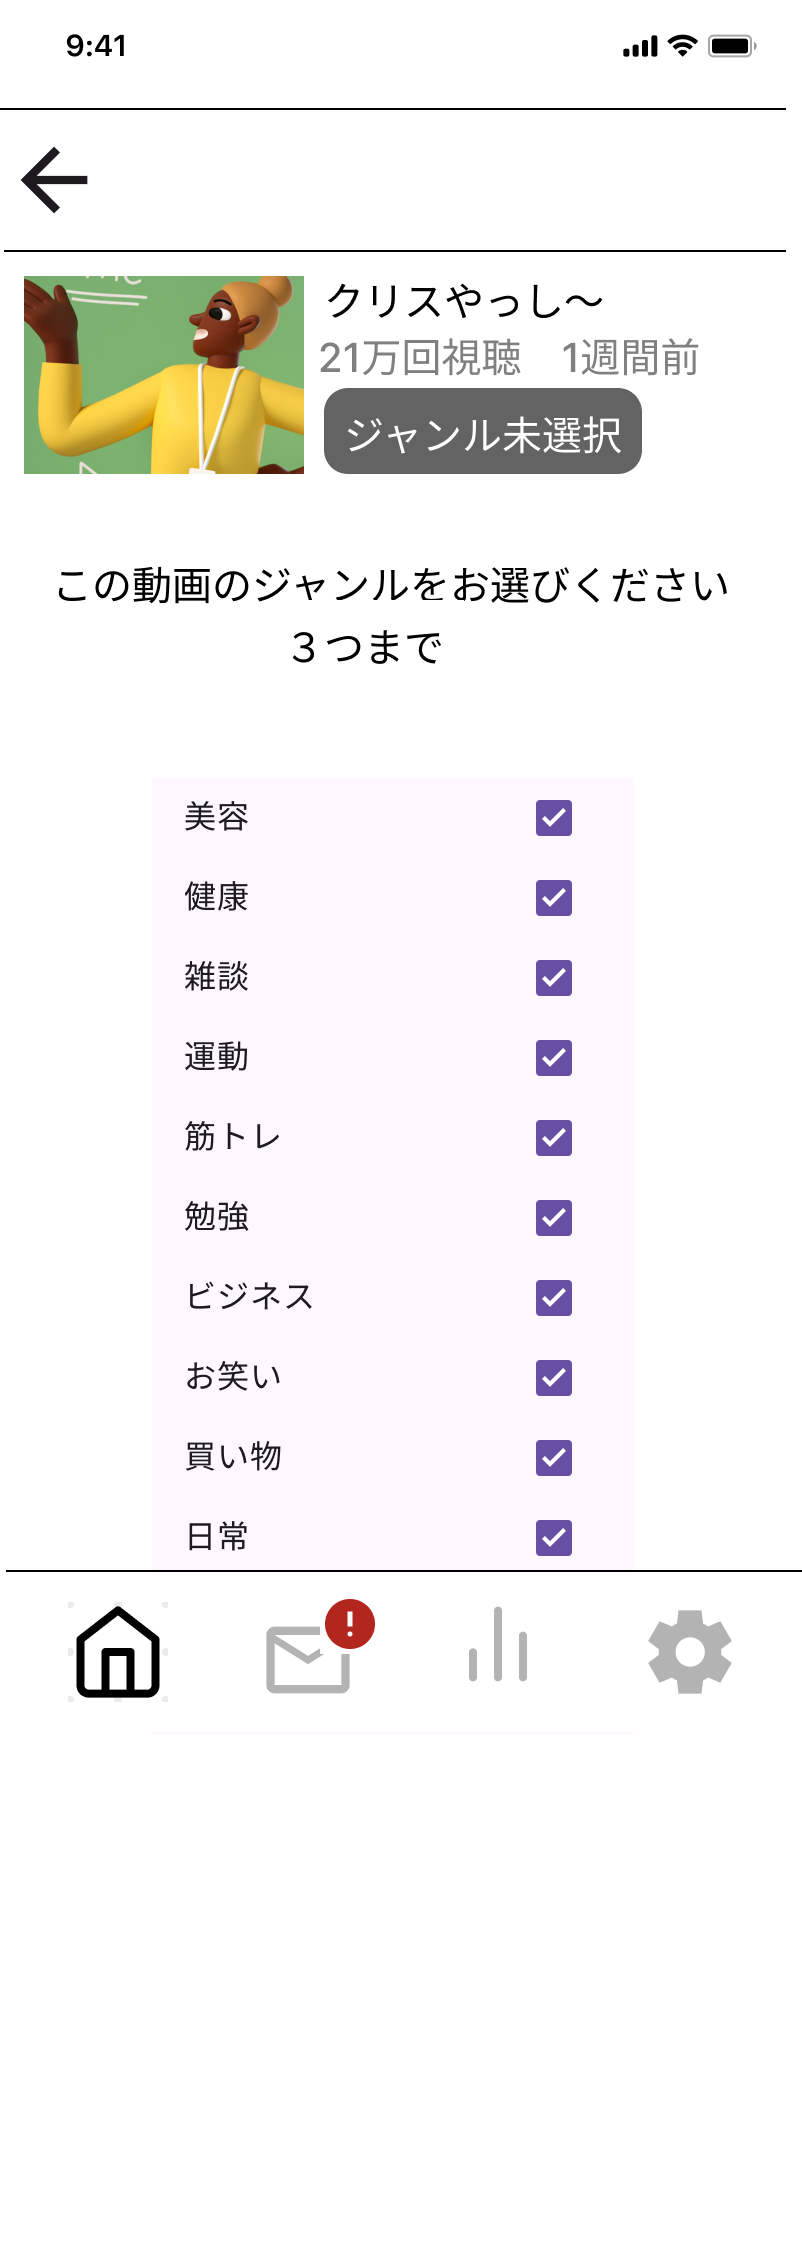 9:41
クリスやっし〜
21万回視聴　1週間前
ジャンル未選択
この動画のジャンルをお選びください
３つまで
美容
健康
雑談
運動
筋トレ
勉強
ビジネス
お笑い
買い物
日常